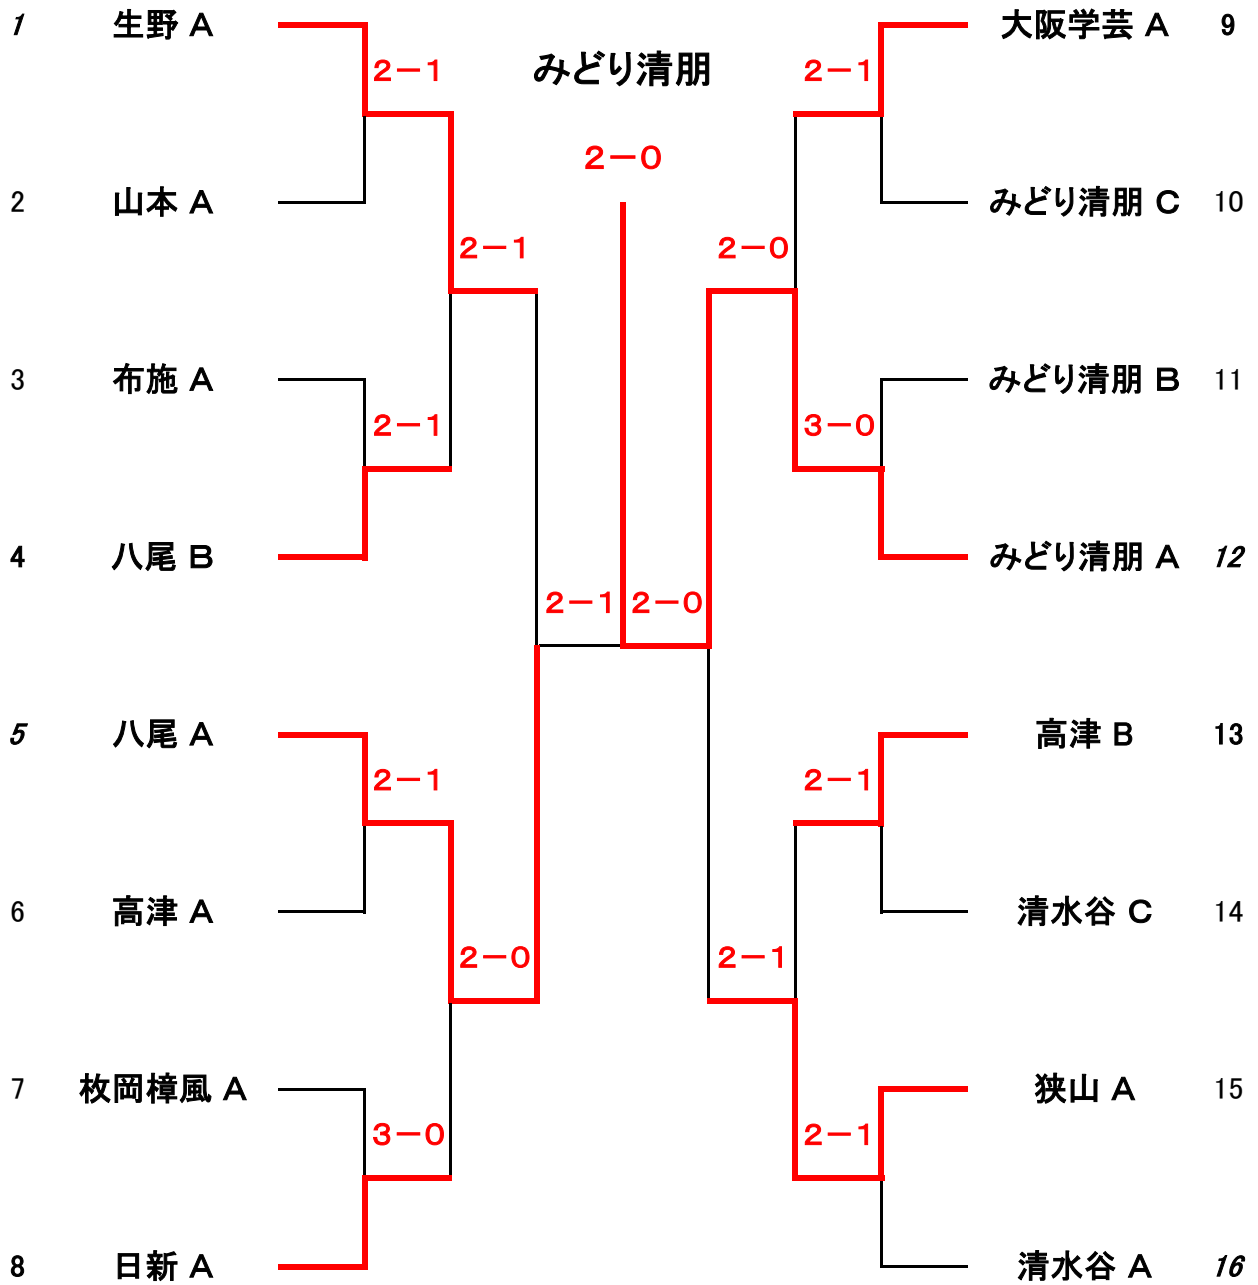 1 生野 A
2－1
みどり清朋
2－1
大阪学芸 A 9
2－0
2 山本 A
みどり清朋 C 10
2－1
2－0
3 布施 A
みどり清朋 B 11
2－1
3－0
4 八尾 B
みどり清朋 A 12
2－1
2－0
5 八尾 A
高津 B 13
2－1
2－1
6 高津 A
清水谷 C 14
2－0
2－1
7 枚岡樟風 A
狭山 A 15
3－0
2－1
8 日新 A
清水谷 A 16